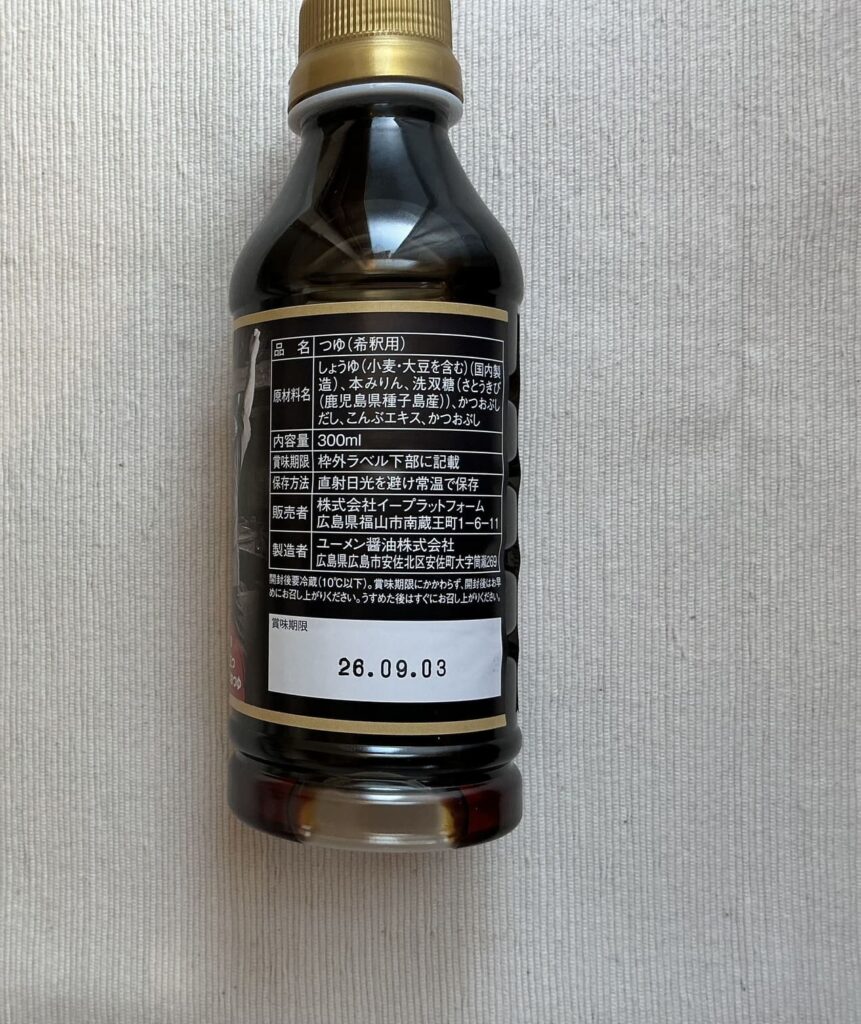 品名 つゆ(希釈用)
原材料名 しょうゆ(小麦・大豆を含む)(国内製
造)、本みりん、洗双糖(さとうきび
(鹿児島県種子島産))、かつおぶし
だし、こんぶエキス、かつおぶし
内容量 300ml
賞味期限 枠外ラベル下部に記載
保存方法 直射日光を避け常温で保存
販売者 株式会社イープラットフォーム
広島県福山市南蔵王町1-6-11
製造者 ユーメン醤油株式会社
広島県広島市安佐北区安佐町大字筒瀬269
開封後要冷蔵(10℃以下)。賞味期限にかかわらず、開封後はお早
めにお召し上がりください。うすめた後はすぐにお召し上がりください。
賞味期限
26.09.03